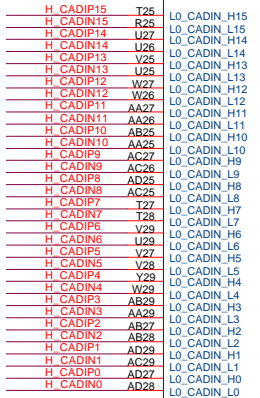 H_CADIP15 T25 L0_CADIN_H15
H_CADIN15 R25 L0_CADIN_L15
H_CADIP14 U27 L0_CADIN_H14
H_CADIN14 U26 L0_CADIN_L14
H_CADIP13 V25 L0_CADIN_H13
H_CADIN13 U25 L0_CADIN_L13
H_CADIP12 W27 L0_CADIN_H12
H_CADIN12 W26 L0_CADIN_L12
H_CADIP11 AA27 L0_CADIN_H11
H_CADIN11 AA26 L0_CADIN_L11
H_CADIP10 AB25 L0_CADIN_H10
H_CADIN10 AA25 L0_CADIN_L10
H_CADIP9 AC27 L0_CADIN_H9
H_CADIN9 AC26 L0_CADIN_L9
H_CADIP8 AD25 L0_CADIN_H8
H_CADIN8 AC25 L0_CADIN_L8
H_CADIP7 T27 L0_CADIN_H7
H_CADIN7 T28 L0_CADIN_L7
H_CADIP6 V29 L0_CADIN_H6
H_CADIN6 U29 L0_CADIN_L6
H_CADIP5 V27 L0_CADIN_H5
H_CADIN5 V28 L0_CADIN_L5
H_CADIP4 Y29 L0_CADIN_H4
H_CADIN4 W29 L0_CADIN_L4
H_CADIP3 AB29 L0_CADIN_H3
H_CADIN3 AA29 L0_CADIN_L3
H_CADIP2 AB27 L0_CADIN_H2
H_CADIN2 AB28 L0_CADIN_L2
H_CADIP1 AD29 L0_CADIN_H1
H_CADIN1 AC29 L0_CADIN_L1
H_CADIP0 AD27 L0_CADIN_H0
H_CADIN0 AD28 L0_CADIN_L0